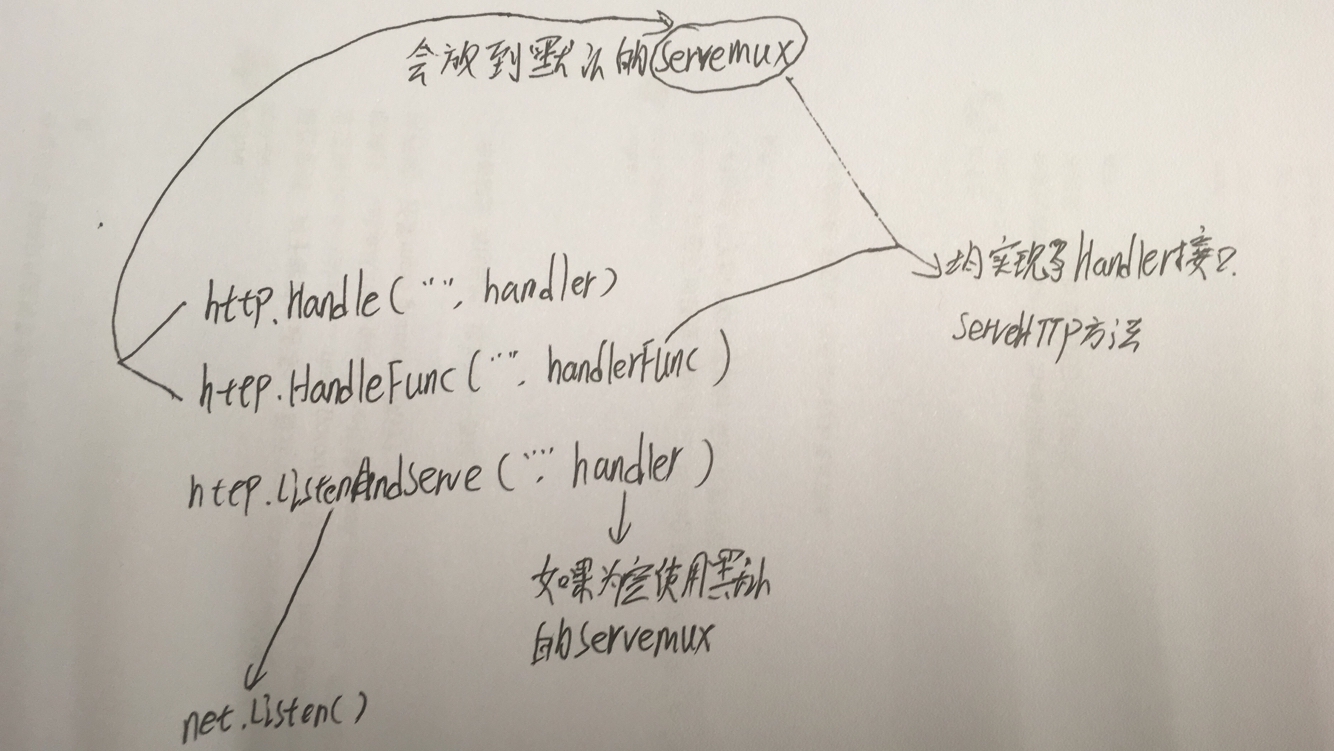 会放到默认的servemux
http.Handle("", handler)
均实现了Handler接口.
ServeHTTP方法
http.HandleFunc("", handlerFunc)
http.ListenAndServe("", handler)
如果为空使用默认
的servemux
net.Listen()